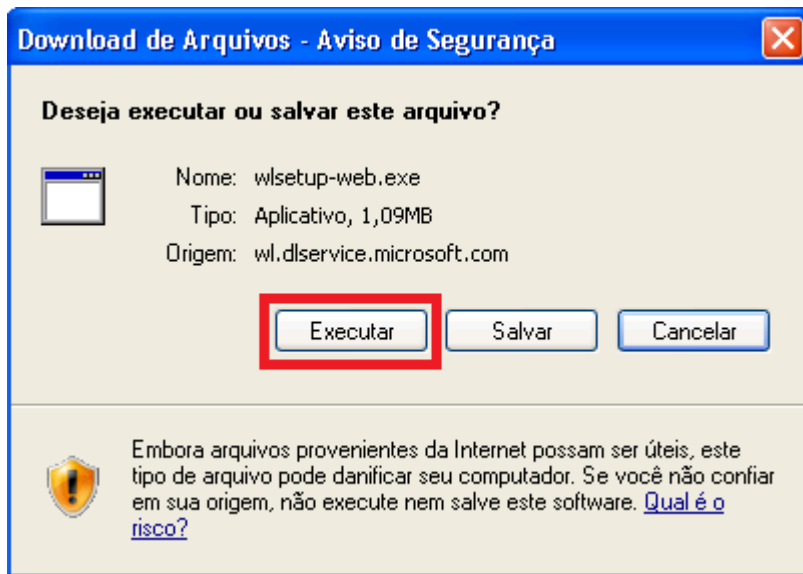 Download de Arquivos - Aviso de Segurança
Deseja executar ou salvar este arquivo?
Nome: wlsetup-web.exe
Tipo: Aplicativo, 1,09MB
Origem: wl.dlservice.microsoft.com
Executar Salvar Cancelar
Embora arquivos provenientes da Internet possam ser úteis, este
tipo de arquivo pode danificar seu computador. Se você não confiar
em sua origem, não execute nem salve este software. Qual é o
risco?